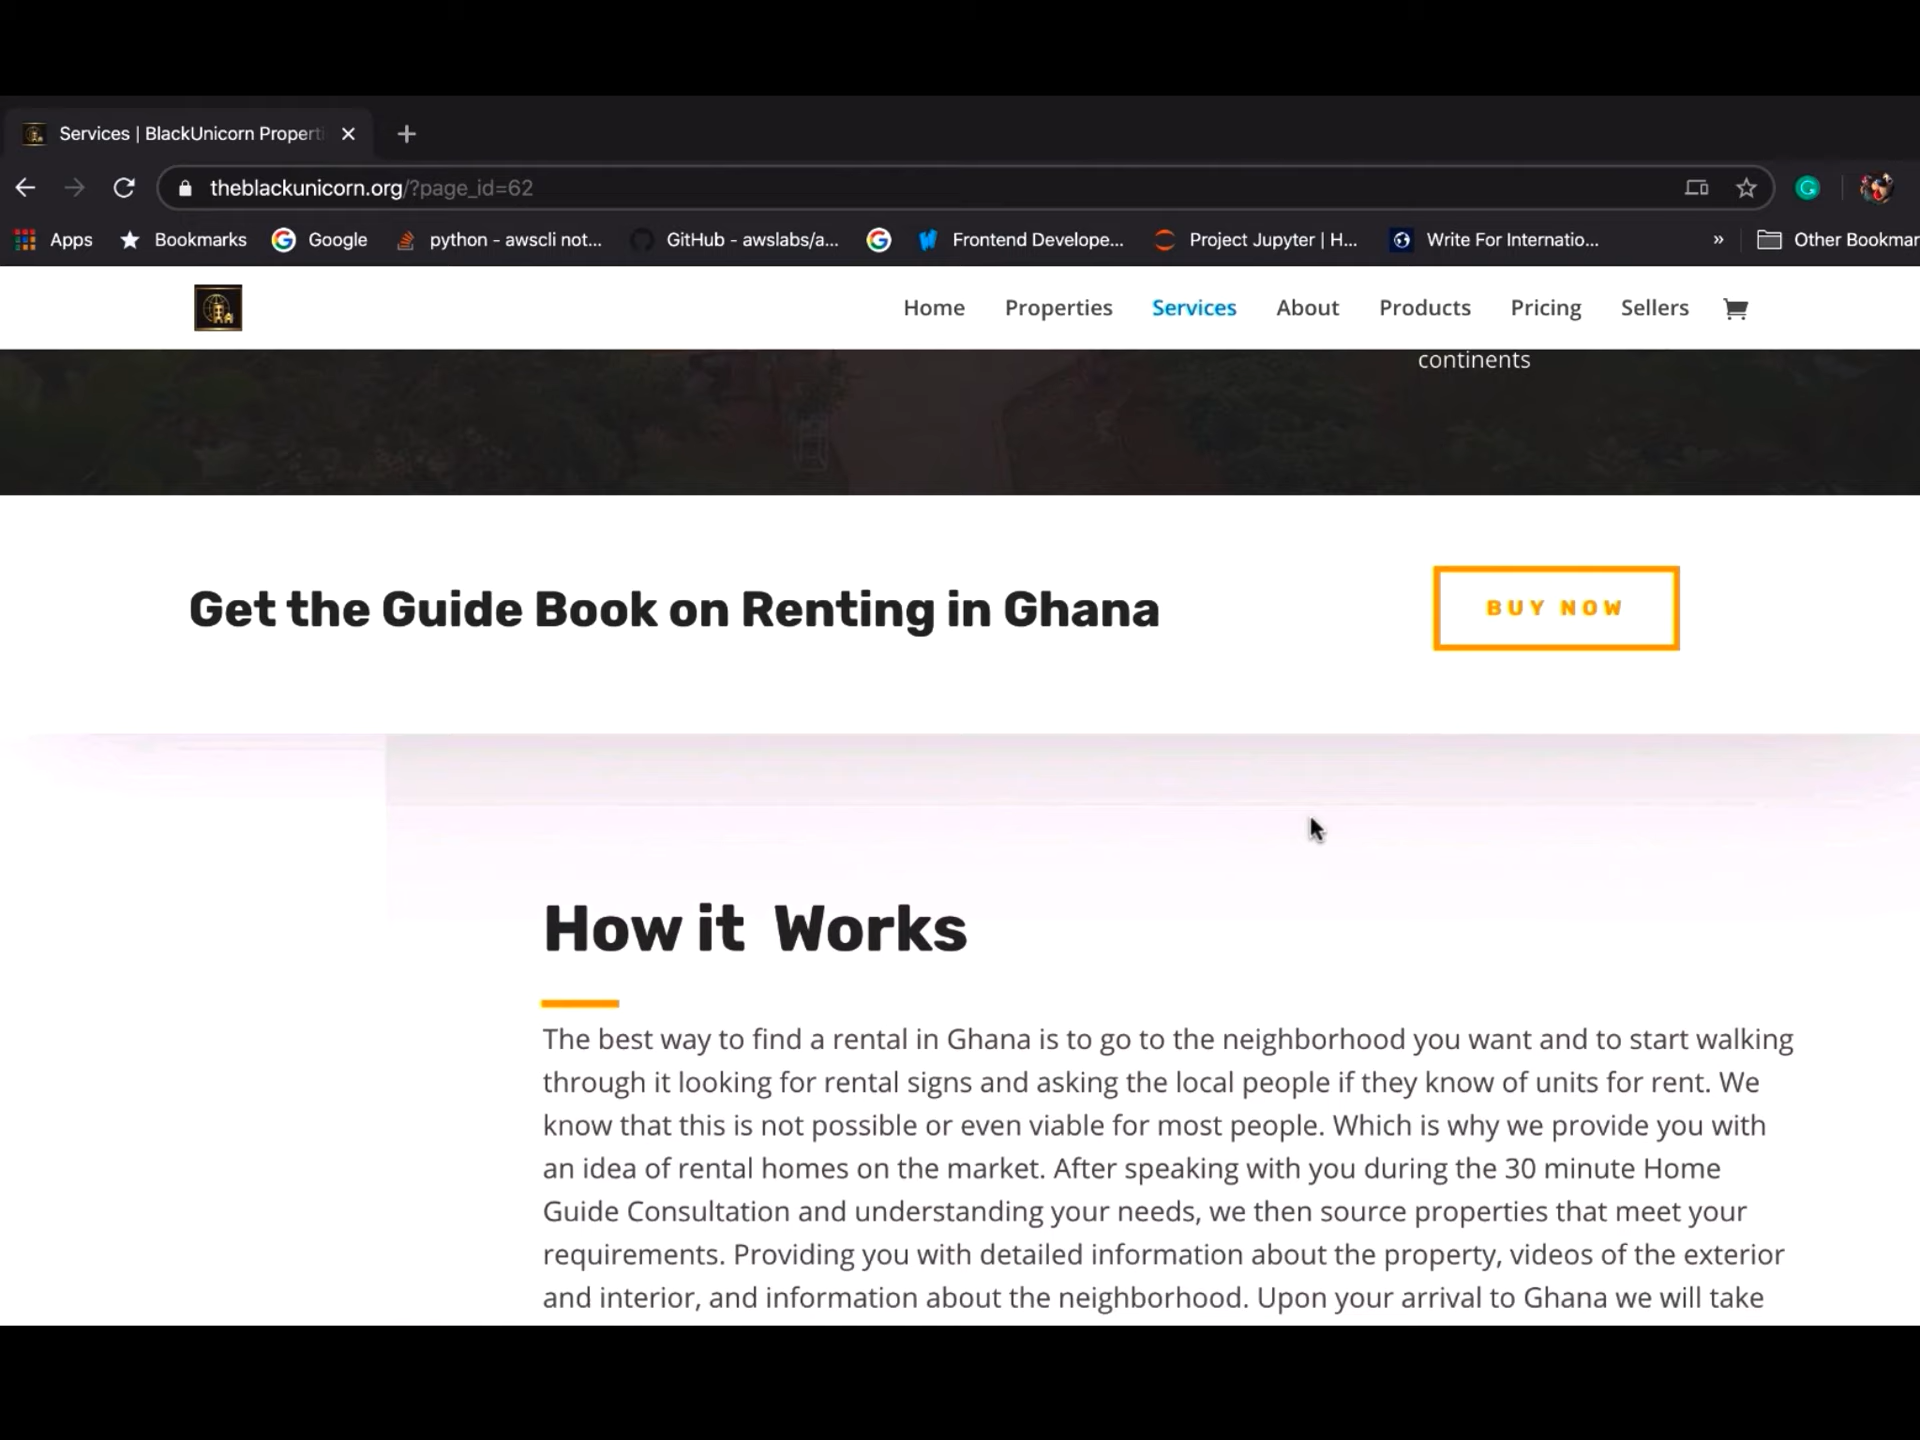 Services | BlackUnicorn Properti
theblackunicorn.org/?page_id=62
Apps Bookmarks Google python - awscli not... GitHub - awslabs/a... Frontend Develope... Project Jupyter | H... Write For Internatio... » Other Bookmar
Home Properties Services About Products Pricing Sellers
continents
Get the Guide Book on Renting in Ghana
BUY NOW
How it Works
The best way to find a rental in Ghana is to go to the neighborhood you want and to start walking
through it looking for rental signs and asking the local people if they know of units for rent. We
know that this is not possible or even viable for most people. Which is why we provide you with
an idea of rental homes on the market. After speaking with you during the 30 minute Home
Guide Consultation and understanding your needs, we then source properties that meet your
requirements. Providing you with detailed information about the property, videos of the exterior
and interior, and information about the neighborhood. Upon your arrival to Ghana we will take